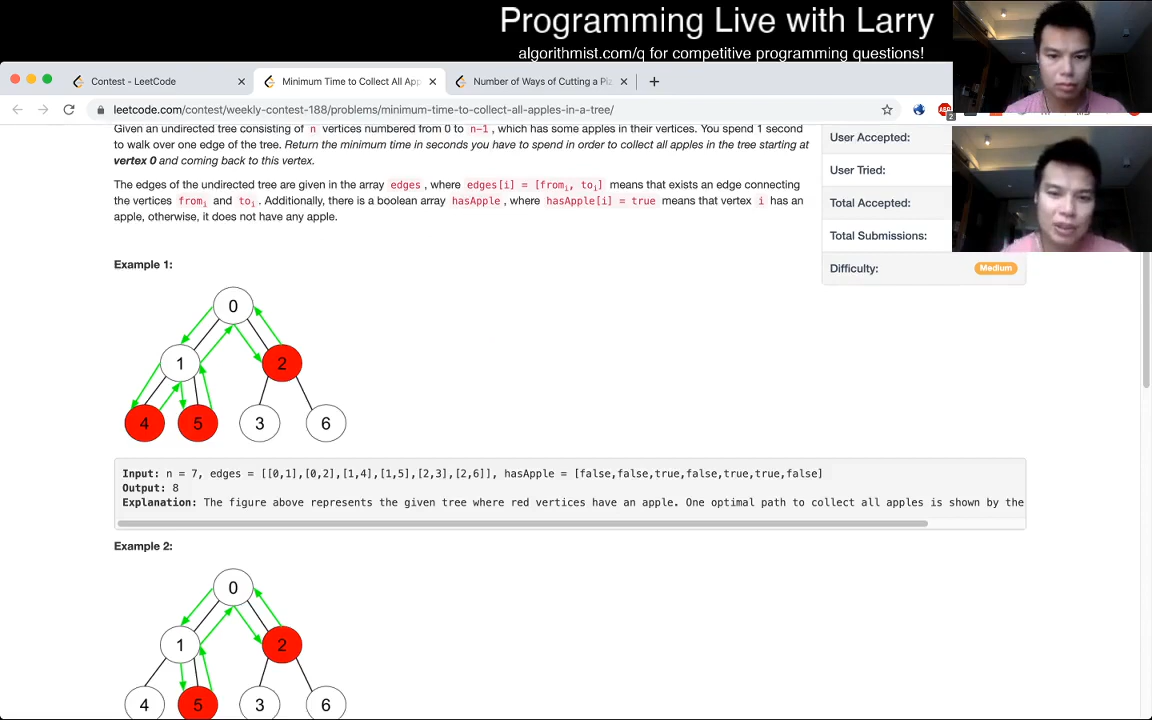 Programming Live with Larry
algorithmist.com/q for competitive programming questions!
Contest - LeetCode
Minimum Time to Collect All App
Number of Ways of Cutting a Piz
leetcode.com/contest/weekly-contest-188/problems/minimum-time-to-collect-all-apples-in-a-tree/
Given an undirected tree consisting of n vertices numbered from 0 to n-1, which has some apples in their vertices. You spend 1 second
to walk over one edge of the tree. Return the minimum time in seconds you have to spend in order to collect all apples in the tree starting at
vertex 0 and coming back to this vertex.
The edges of the undirected tree are given in the array edges, where edges[i] = [fromi, toi] means that exists an edge connecting
the vertices fromi and toi. Additionally, there is a boolean array hasApple, where hasApple[i] = true means that vertex i has an
apple, otherwise, it does not have any apple.
User Accepted:
User Tried:
Total Accepted:
Total Submissions:
Difficulty:
Medium
Example 1:
0
1
2
4
5
3
6
Input: n = 7, edges = [[0,1],[0,2],[1,4],[1,5],[2,3],[2,6]], hasApple = [false,false,true,false,true,true,false]
Output: 8
Explanation: The figure above represents the given tree where red vertices have an apple. One optimal path to collect all apples is shown by the
Example 2:
0
1
2
4
5
3
6